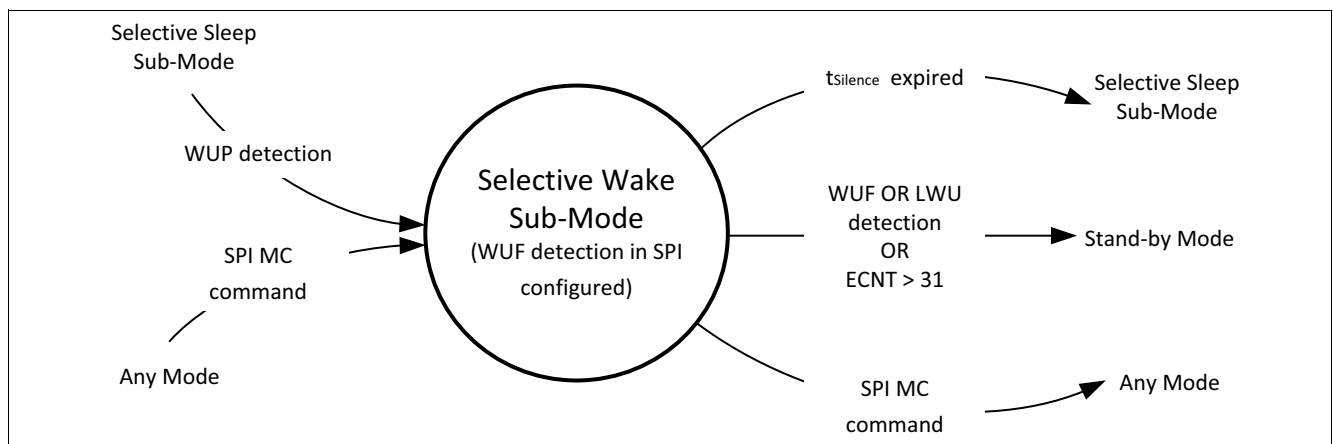 Selective Sleep
Sub-Mode
WUP detection
SPI MC
command
Any Mode
Selective Wake
Sub-Mode
(WUF detection in SPI
configured)
tSilence expired
Selective Sleep
Sub-Mode
WUF OR LWU
detection
OR
ECNT > 31
Stand-by Mode
SPI MC
command
Any Mode